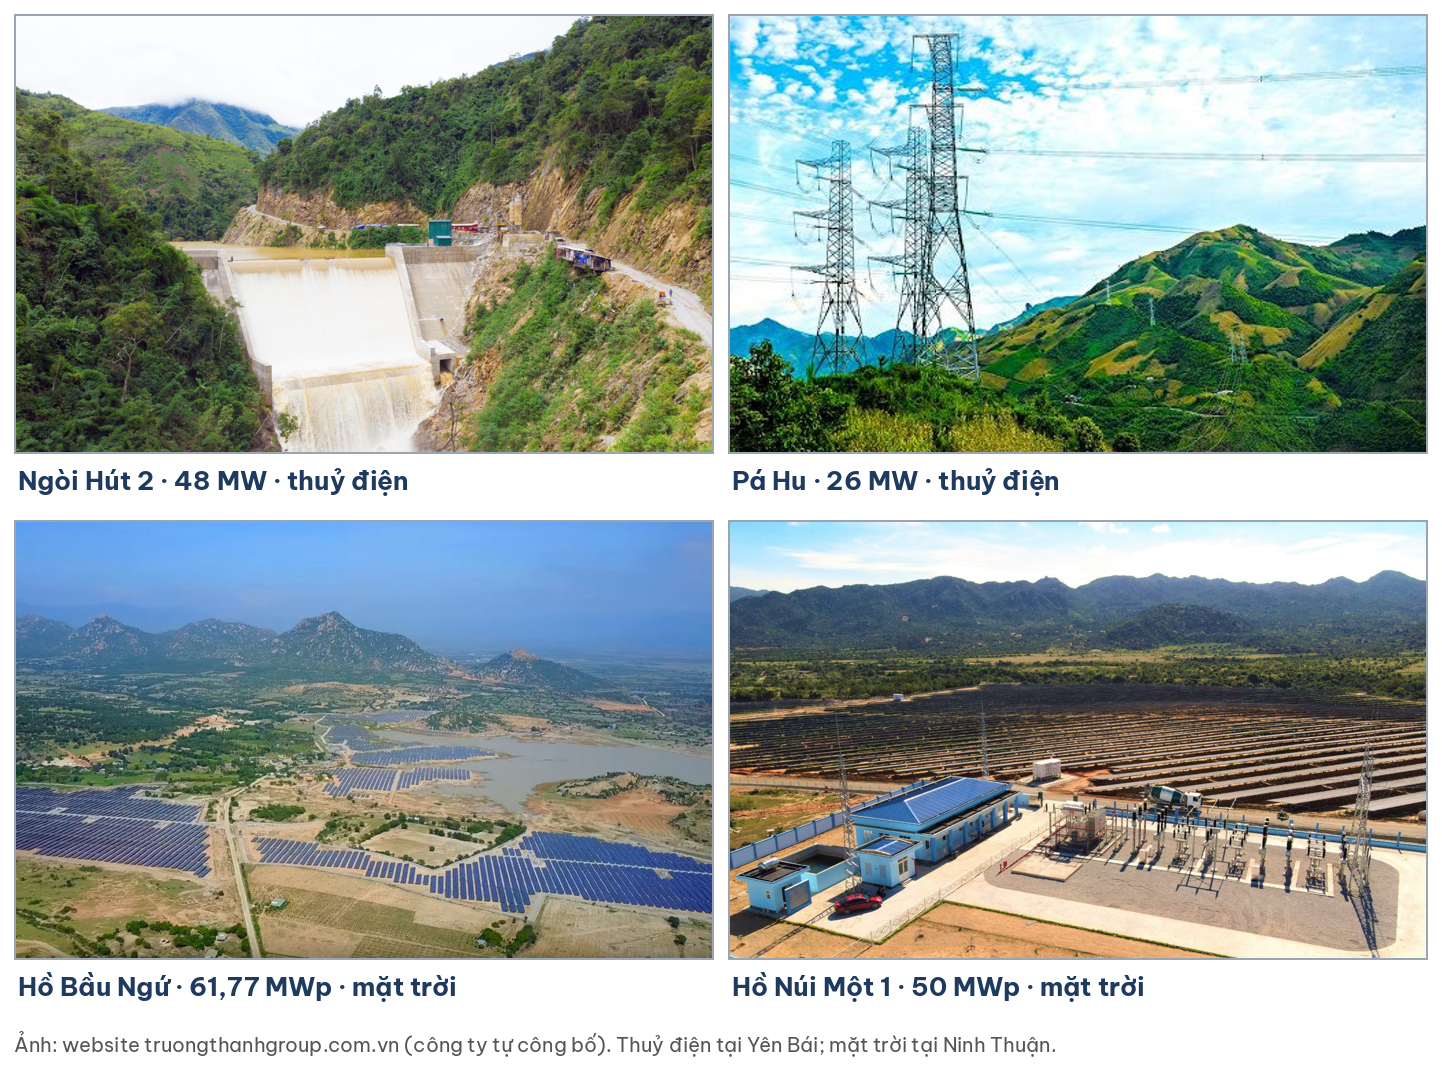 Ngòi Hút 2 · 48 MW · thuỷ điện
Pá Hu · 26 MW · thuỷ điện
Hồ Bầu Ngứ · 61,77 MWp · mặt trời
Hồ Núi Một 1 · 50 MWp · mặt trời
Ảnh: website truongthanhgroup.com.vn (công ty tự công bố). Thuỷ điện tại Yên Bái; mặt trời tại Ninh Thuận.